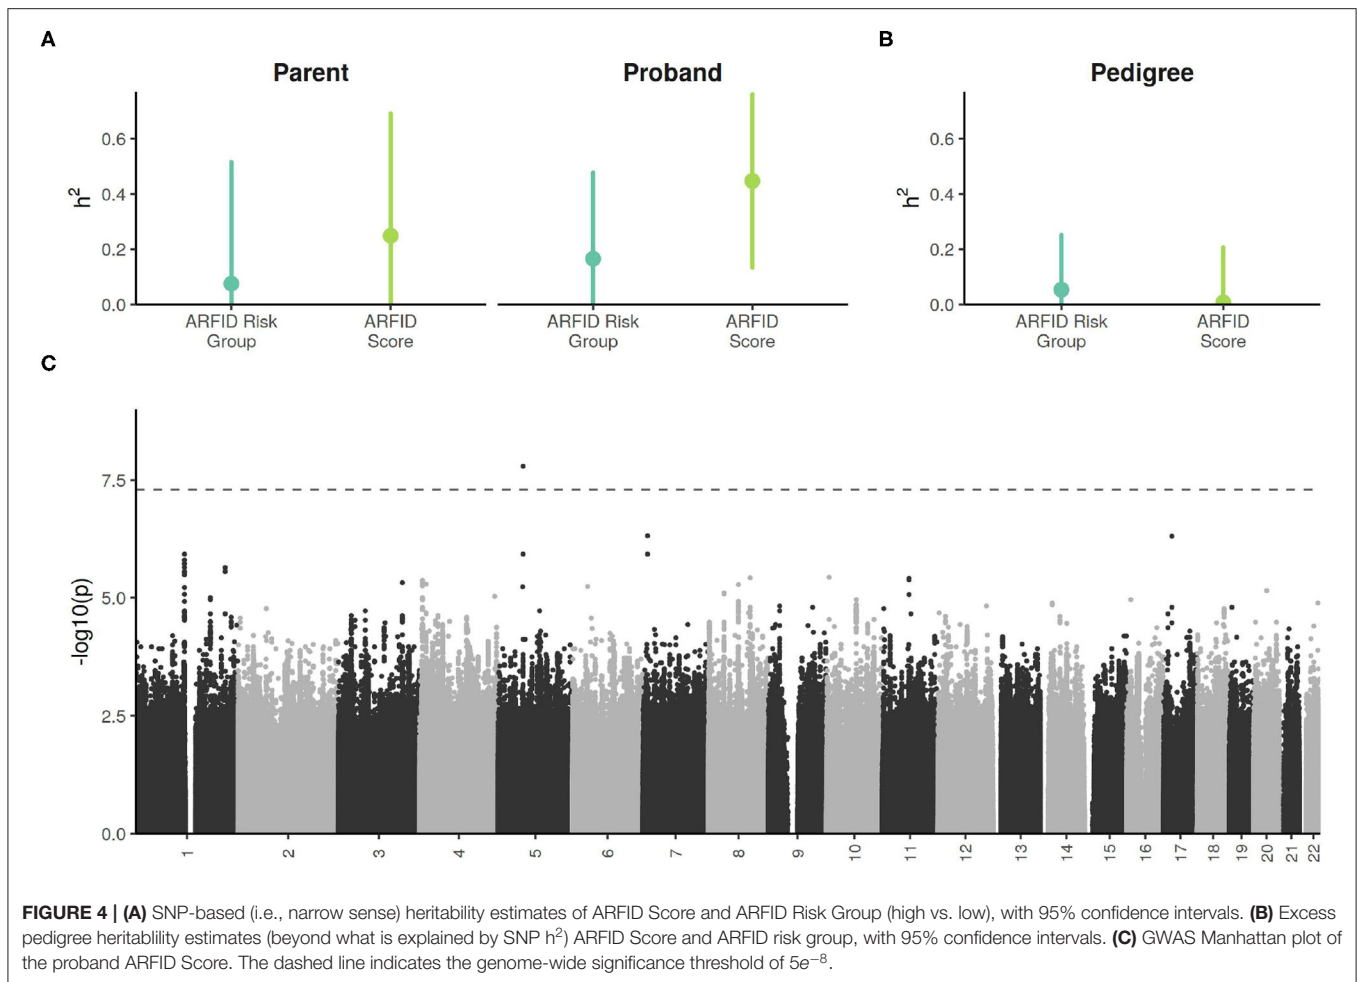 A
B
Parent
Proband
Pedigree
h²
0.6
0.4
0.2
0.0
ARFID Risk
Group
ARFID
Score
ARFID Risk
Group
ARFID
Score
h²
0.6
0.4
0.2
0.0
ARFID Risk
Group
ARFID
Score
C
-log10(p)
7.5
5.0
2.5
0.0
1 2 3 4 5 6 7 8 9 10 11 12 13 14 15 16 17 18 19 20 21 22
FIGURE 4 | (A) SNP-based (i.e., narrow sense) heritability estimates of ARFID Score and ARFID Risk Group (high vs. low), with 95% confidence intervals. (B) Excess
pedigree heritablility estimates (beyond what is explained by SNP h²) ARFID Score and ARFID risk group, with 95% confidence intervals. (C) GWAS Manhattan plot of
the proband ARFID Score. The dashed line indicates the genome-wide significance threshold of 5e⁻⁸.